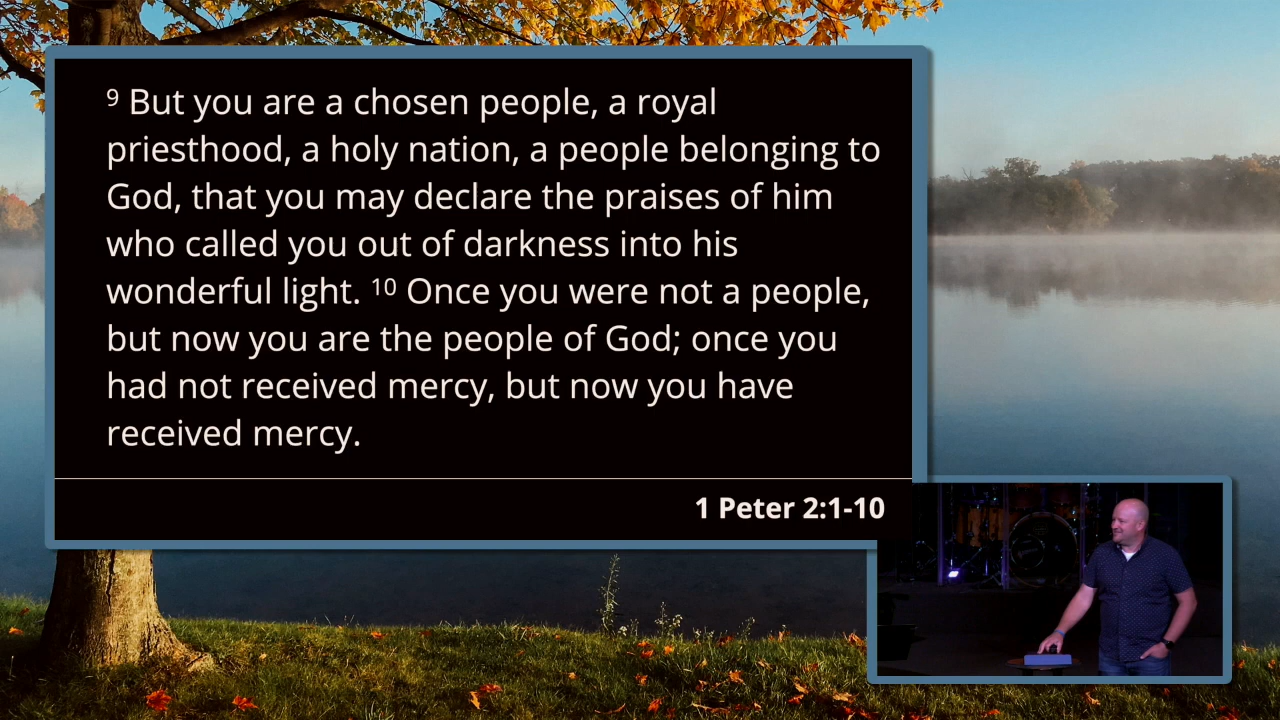 9 But you are a chosen people, a royal
priesthood, a holy nation, a people belonging to
God, that you may declare the praises of him
who called you out of darkness into his
wonderful light. 10 Once you were not a people,
but now you are the people of God; once you
had not received mercy, but now you have
received mercy.
1 Peter 2:1-10